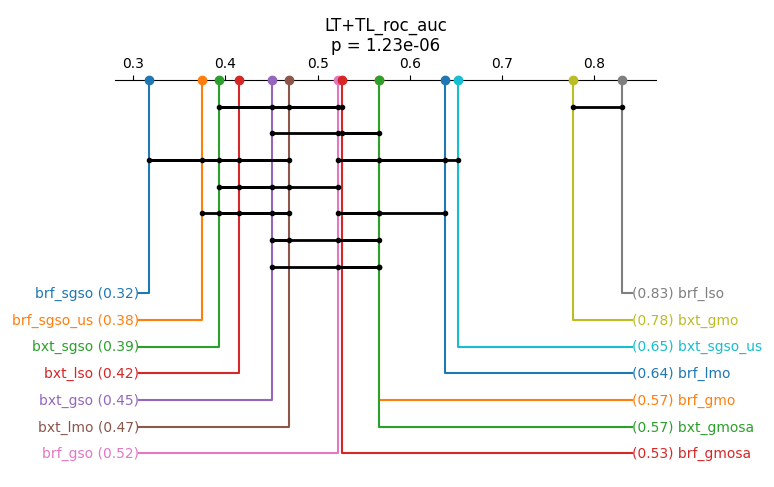 LT+TL_roc_auc
p = 1.23e-06
0.3 0.4 0.5 0.6 0.7 0.8
brf_sgso (0.32) (0.83) brf_lso
brf_sgso_us (0.38) (0.78) bxt_gmo
bxt_sgso (0.39) (0.65) bxt_sgso_us
bxt_lso (0.42) (0.64) brf_lmo
bxt_gso (0.45) (0.57) brf_gmo
bxt_lmo (0.47) (0.57) bxt_gmosa
brf_gso (0.52) (0.53) brf_gmosa